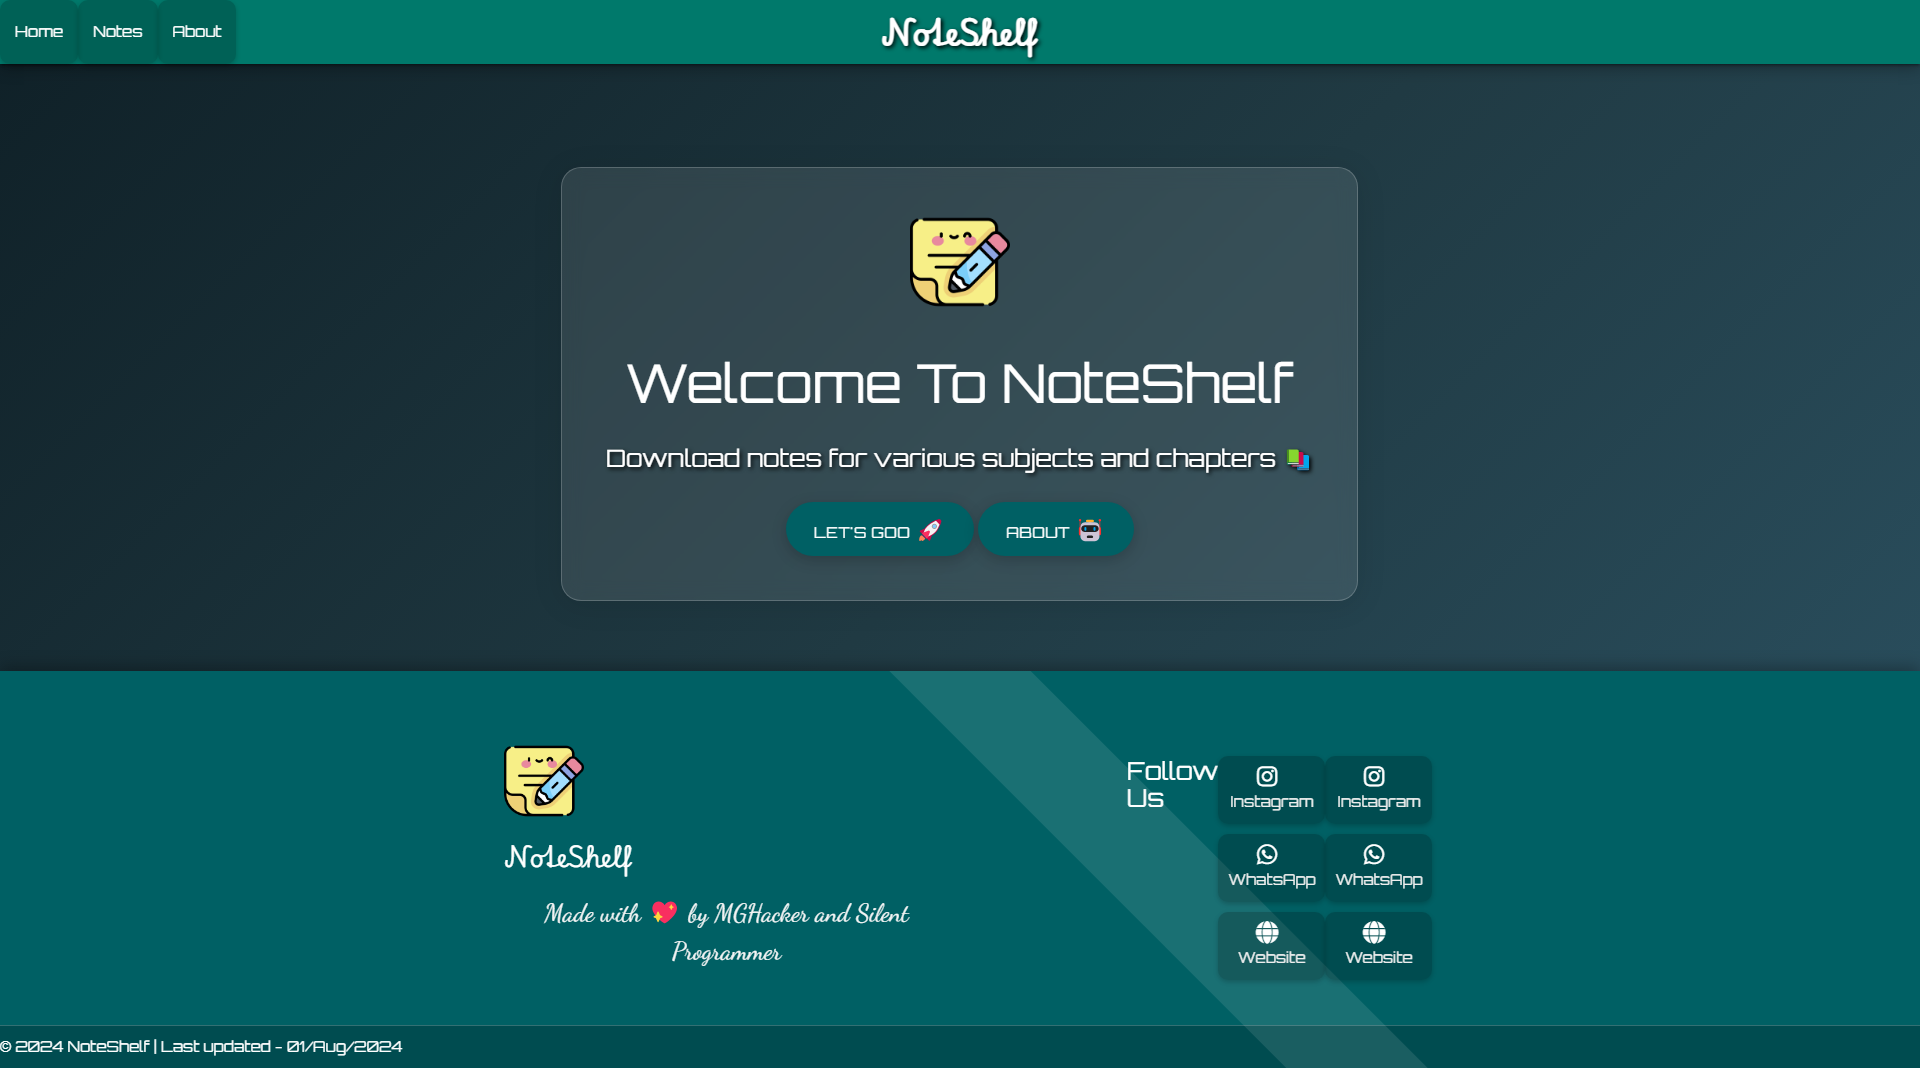 Home Notes About NoteShelf
Welcome To NoteShelf
Download notes for various subjects and chapters 📚
LET'S GOO 🚀 ABOUT 🤖
NoteShelf
Made with 💖 by MGHacker and Silent
Programmer
Follow
Us
Instagram Instagram
WhatsApp WhatsApp
Website Website
© 2024 NoteShelf | Last updated - 01/Aug/2024